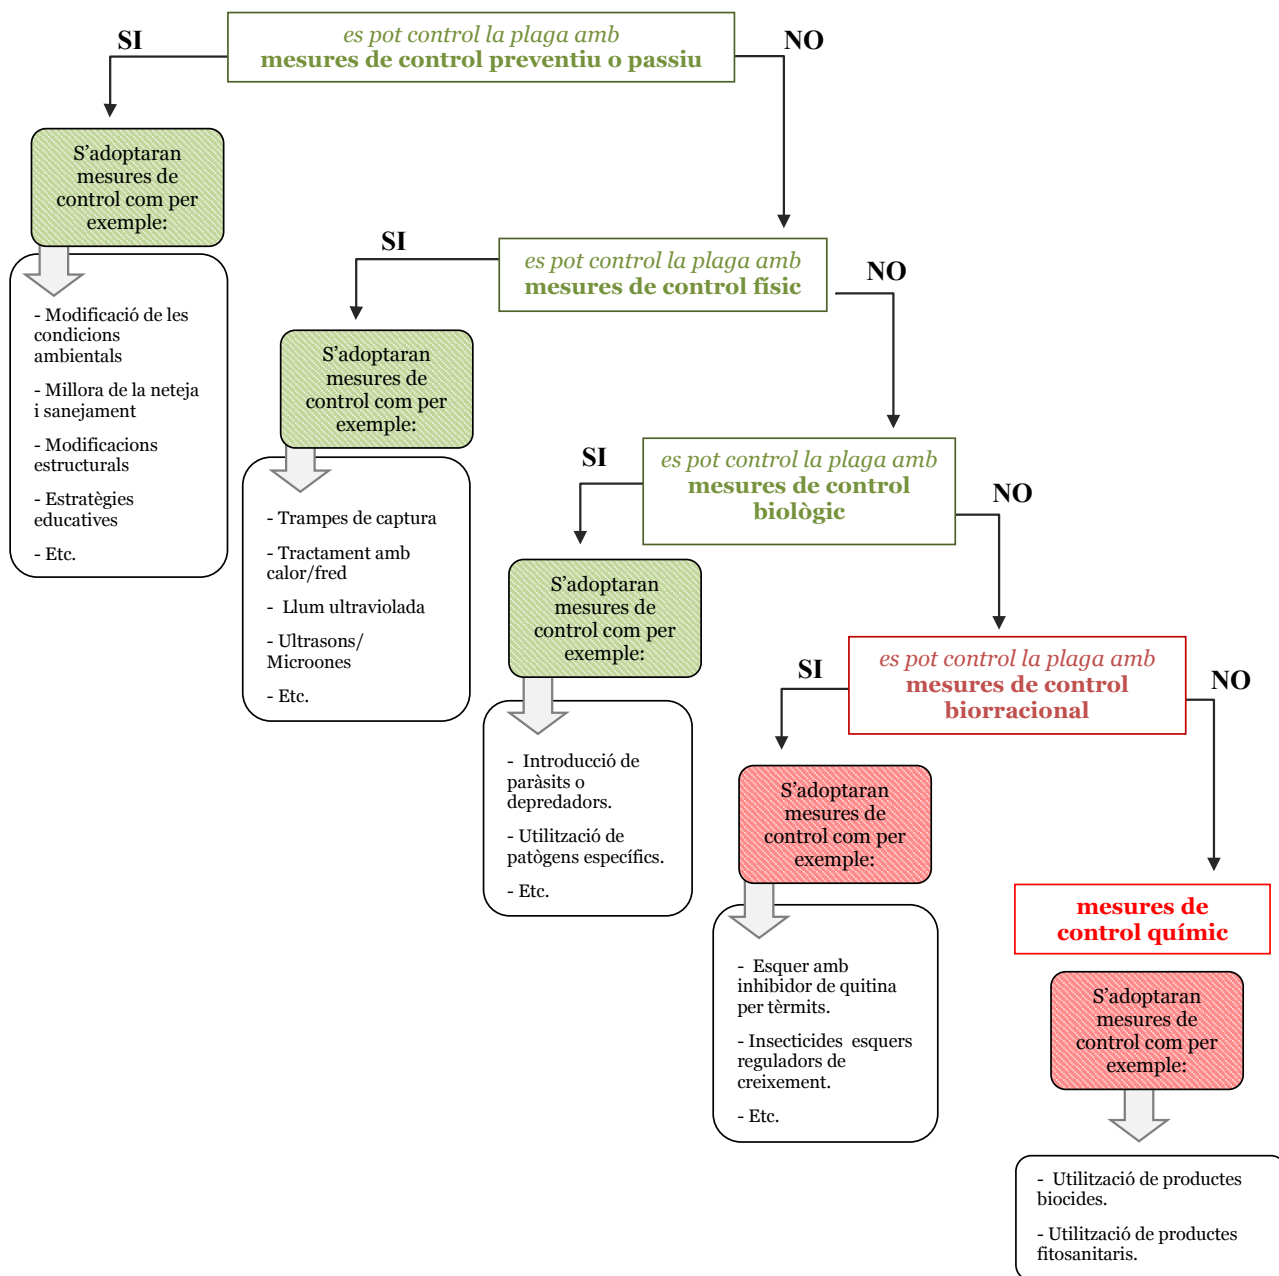 es pot control la plaga amb
mesures de control preventiu o passiu
SI
NO
S’adoptaran
mesures de
control com per
exemple:
- Modificació de les
condicions
ambientals
- Millora de la neteja
i sanejament
- Modificacions
estructurals
- Estratègies
educatives
- Etc.
es pot control la plaga amb
mesures de control físic
SI
NO
S’adoptaran
mesures de
control com per
exemple:
- Trampes de captura
- Tractament amb
calor/fred
- Llum ultraviolada
- Ultrasons/
Microones
- Etc.
es pot control la plaga amb
mesures de control
biològic
SI
NO
S’adoptaran
mesures de
control com per
exemple:
- Introducció de
paràsits o
depredadors.
- Utilització de
patògens específics.
- Etc.
es pot control la plaga amb
mesures de control
biorracional
SI
NO
S’adoptaran
mesures de
control com per
exemple:
- Esquer amb
inhibidor de quitina
per tèrmits.
- Insecticides esquers
reguladors de
creixement.
- Etc.
mesures de
control químic
S’adoptaran
mesures de
control com per
exemple:
- Utilització de productes
biocides.
- Utilització de productes
fitosanitaris.